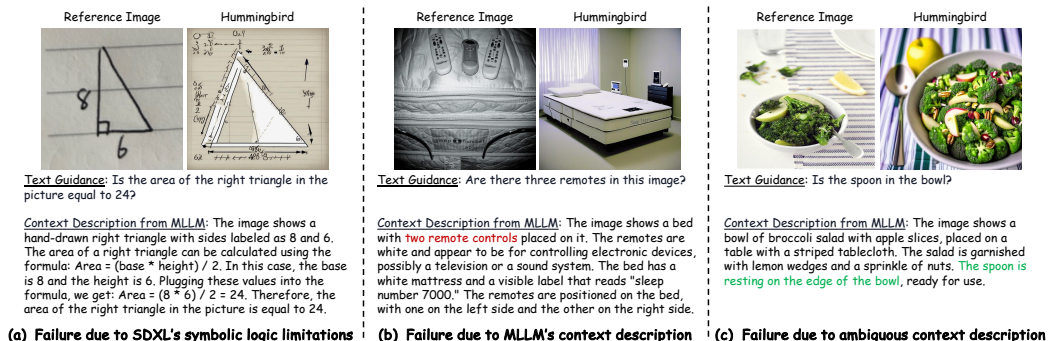 Reference Image
Hummingbird
8
6
Text Guidance: Is the area of the right triangle in the
picture equal to 24?
Context Description from MLLM: The image shows a
hand-drawn right triangle with sides labeled as 8 and 6.
The area of a right triangle can be calculated using the
formula: Area = (base * height) / 2. In this case, the base
is 8 and the height is 6. Plugging these values into the
formula, we get: Area = (8 * 6) / 2 = 24. Therefore, the
area of the right triangle in the picture is equal to 24.
(a) Failure due to SDXL's symbolic logic limitations
Reference Image
Hummingbird
Text Guidance: Are there three remotes in this image?
Context Description from MLLM: The image shows a bed
with two remote controls placed on it. The remotes are
white and appear to be for controlling electronic devices,
possibly a television or a sound system. The bed has a
white mattress and a visible label that reads "sleep
number 7000." The remotes are positioned on the bed,
with one on the left side and the other on the right side.
(b) Failure due to MLLM's context description
Reference Image
Hummingbird
Text Guidance: Is the spoon in the bowl?
Context Description from MLLM: The image shows a
bowl of broccoli salad with apple slices, placed on a
table with a striped tablecloth. The salad is garnished
with lemon wedges and a sprinkle of nuts. The spoon is
resting on the edge of the bowl, ready for use.
(c) Failure due to ambiguous context description